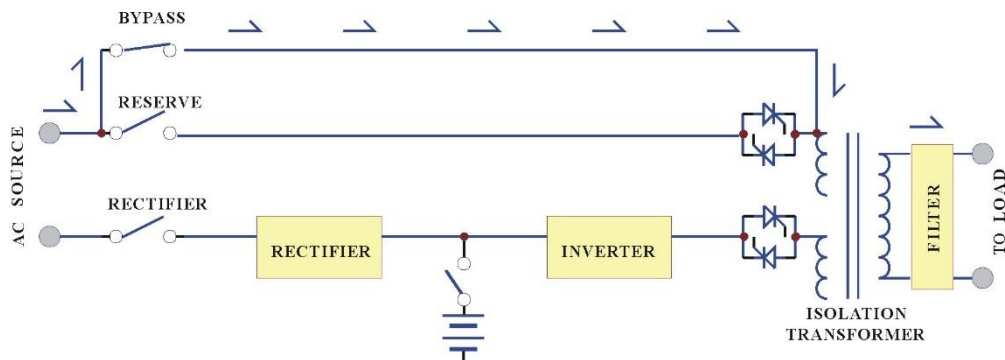 BYPASS
RESERVE
AC SOURCE
RECTIFIER
RECTIFIER
INVERTER
FILTER
TO LOAD
ISOLATION
TRANSFORMER